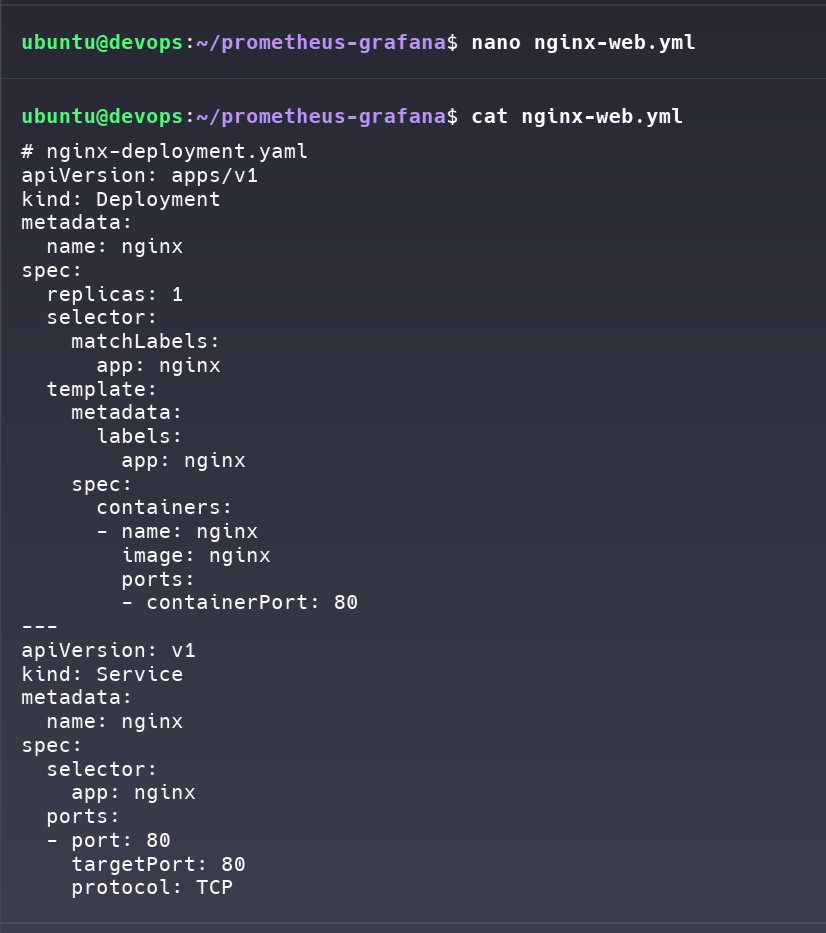 ubuntu@devops:~/prometheus-grafana$ nano nginx-web.yml
ubuntu@devops:~/prometheus-grafana$ cat nginx-web.yml
# nginx-deployment.yaml
apiVersion: apps/v1
kind: Deployment
metadata:
  name: nginx
spec:
  replicas: 1
  selector:
    matchLabels:
      app: nginx
  template:
    metadata:
      labels:
        app: nginx
    spec:
      containers:
      - name: nginx
        image: nginx
        ports:
        - containerPort: 80
---
apiVersion: v1
kind: Service
metadata:
  name: nginx
spec:
  selector:
    app: nginx
  ports:
  - port: 80
    targetPort: 80
    protocol: TCP